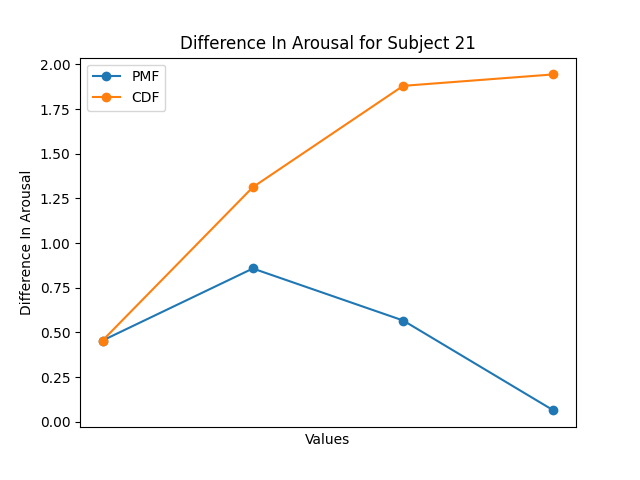 Difference In Arousal for Subject 21
PMF
CDF
2.00
1.75
1.50
1.25
1.00
0.75
0.50
0.25
0.00
Difference In Arousal
Values